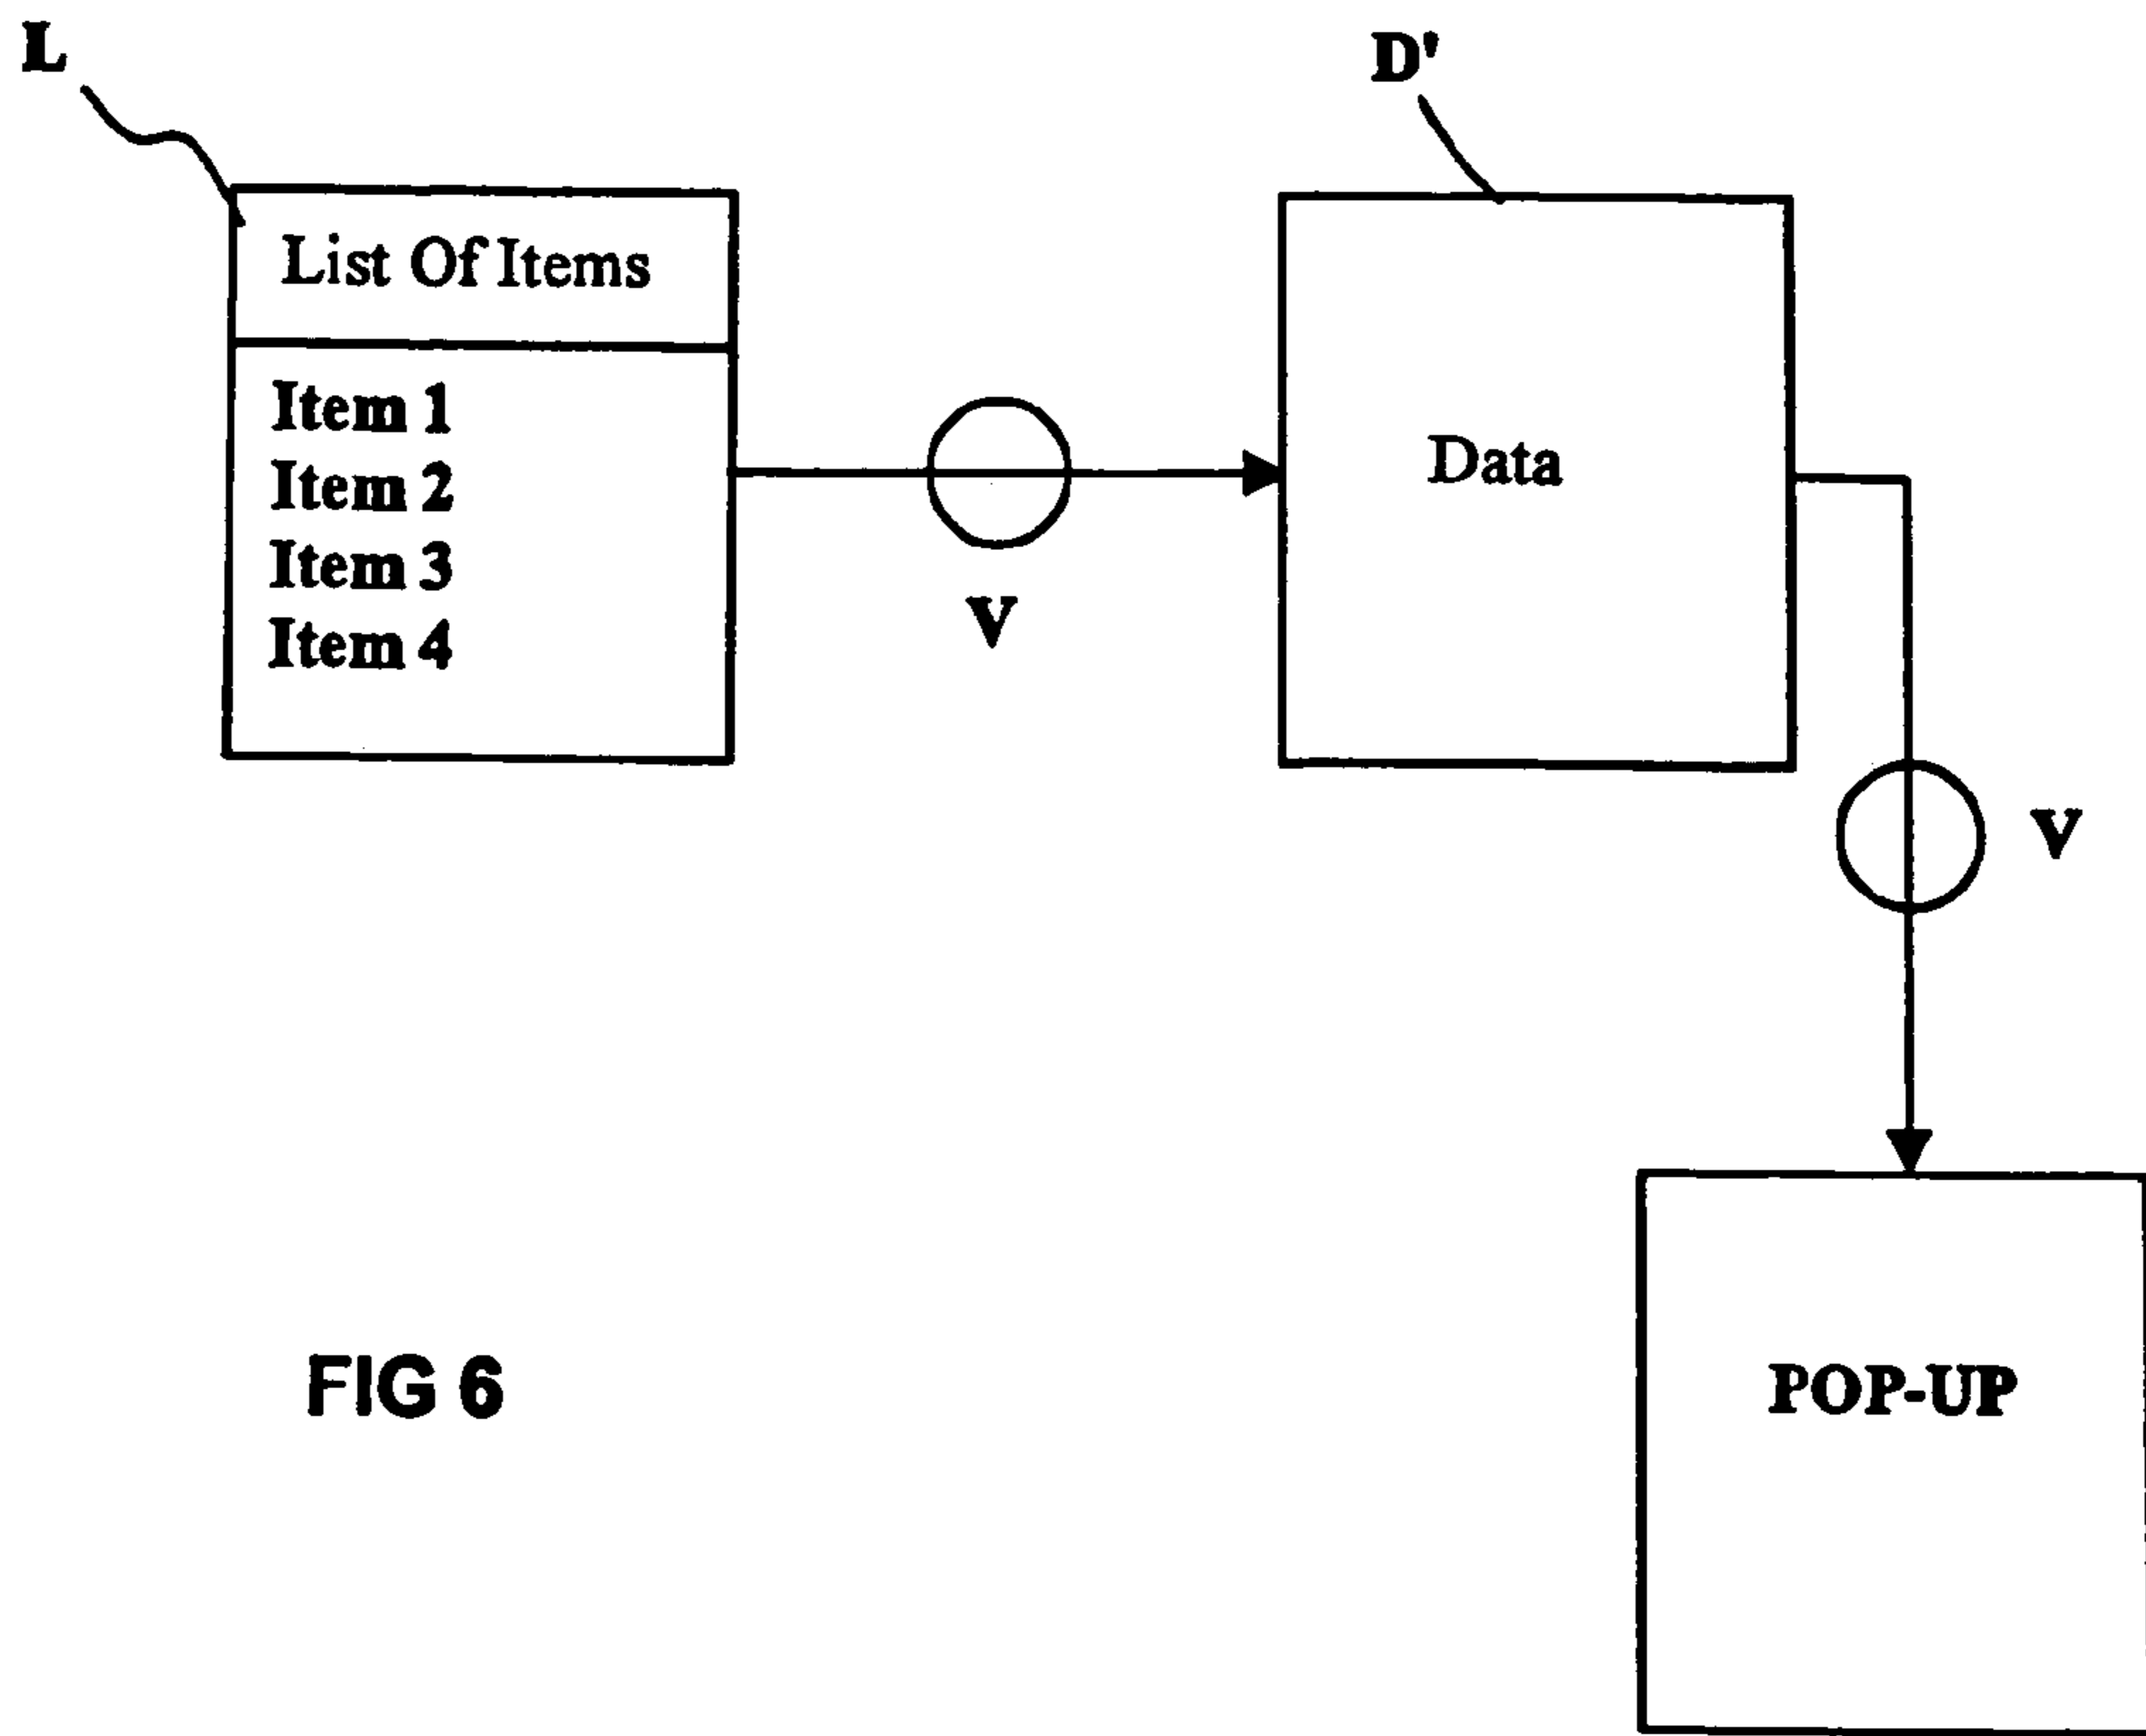 L
D'
List Of Items
Item 1
Item 2
Item 3
Item 4
Data
V
V
POP-UP
FIG 6